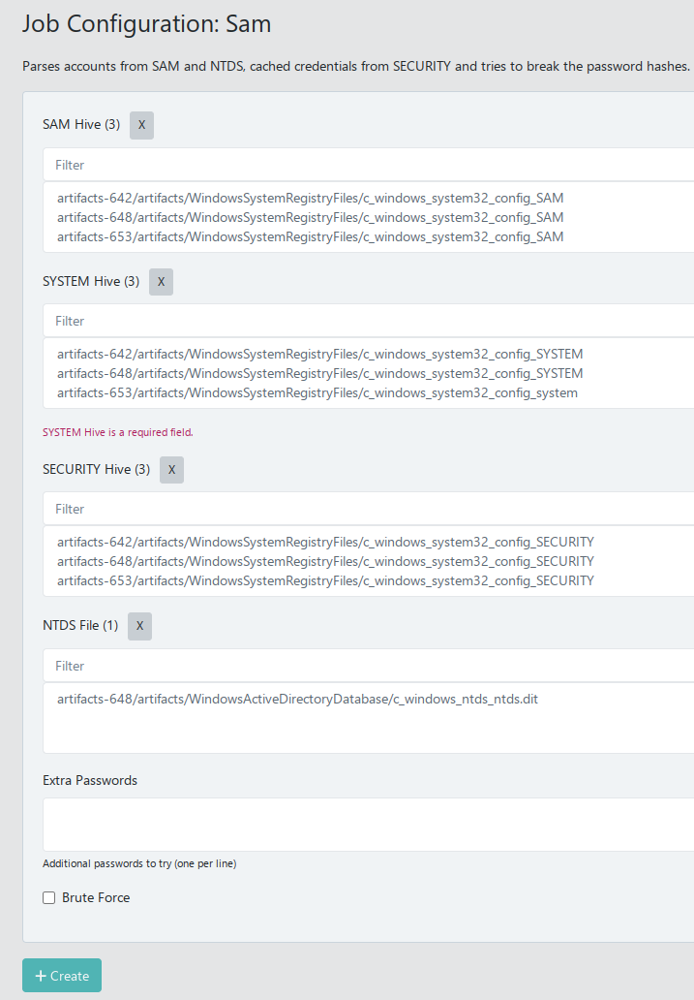 Job Configuration: Sam
Parses accounts from SAM and NTDS, cached credentials from SECURITY and tries to break the password hashes.
SAM Hive (3) X
Filter
artifacts-642/artifacts/WindowsSystemRegistryFiles/c_windows_system32_config_SAM
artifacts-648/artifacts/WindowsSystemRegistryFiles/c_windows_system32_config_SAM
artifacts-653/artifacts/WindowsSystemRegistryFiles/c_windows_system32_config_SAM
SYSTEM Hive (3) X
Filter
artifacts-642/artifacts/WindowsSystemRegistryFiles/c_windows_system32_config_SYSTEM
artifacts-648/artifacts/WindowsSystemRegistryFiles/c_windows_system32_config_SYSTEM
artifacts-653/artifacts/WindowsSystemRegistryFiles/c_windows_system32_config_system
SYSTEM Hive is a required field.
SECURITY Hive (3) X
Filter
artifacts-642/artifacts/WindowsSystemRegistryFiles/c_windows_system32_config_SECURITY
artifacts-648/artifacts/WindowsSystemRegistryFiles/c_windows_system32_config_SECURITY
artifacts-653/artifacts/WindowsSystemRegistryFiles/c_windows_system32_config_SECURITY
NTDS File (1) X
Filter
artifacts-648/artifacts/WindowsActiveDirectoryDatabase/c_windows_ntds_ntds.dit
Extra Passwords
Additional passwords to try (one per line)
Brute Force
+ Create